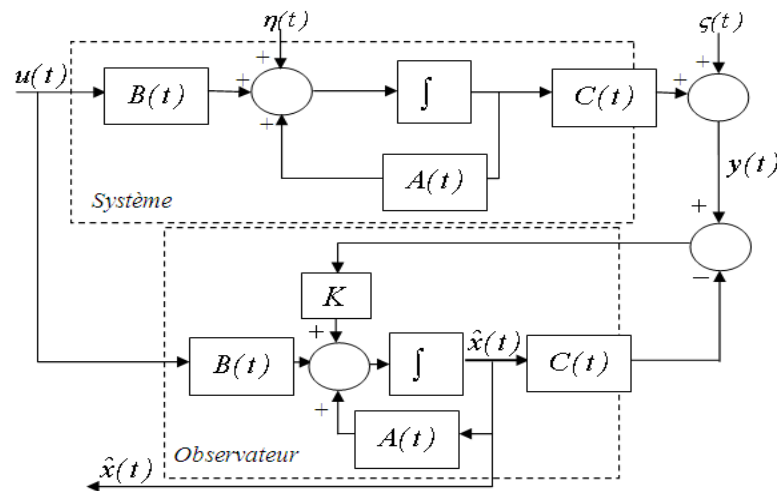 η(t)
ς(t)
+
+
u(t)
B(t)
+
+
∫
C(t)
+
A(t)
y(t)
Système
+
K
−
+
B(t)
∫
x̂(t)
C(t)
+
A(t)
Observateur
x̂(t)